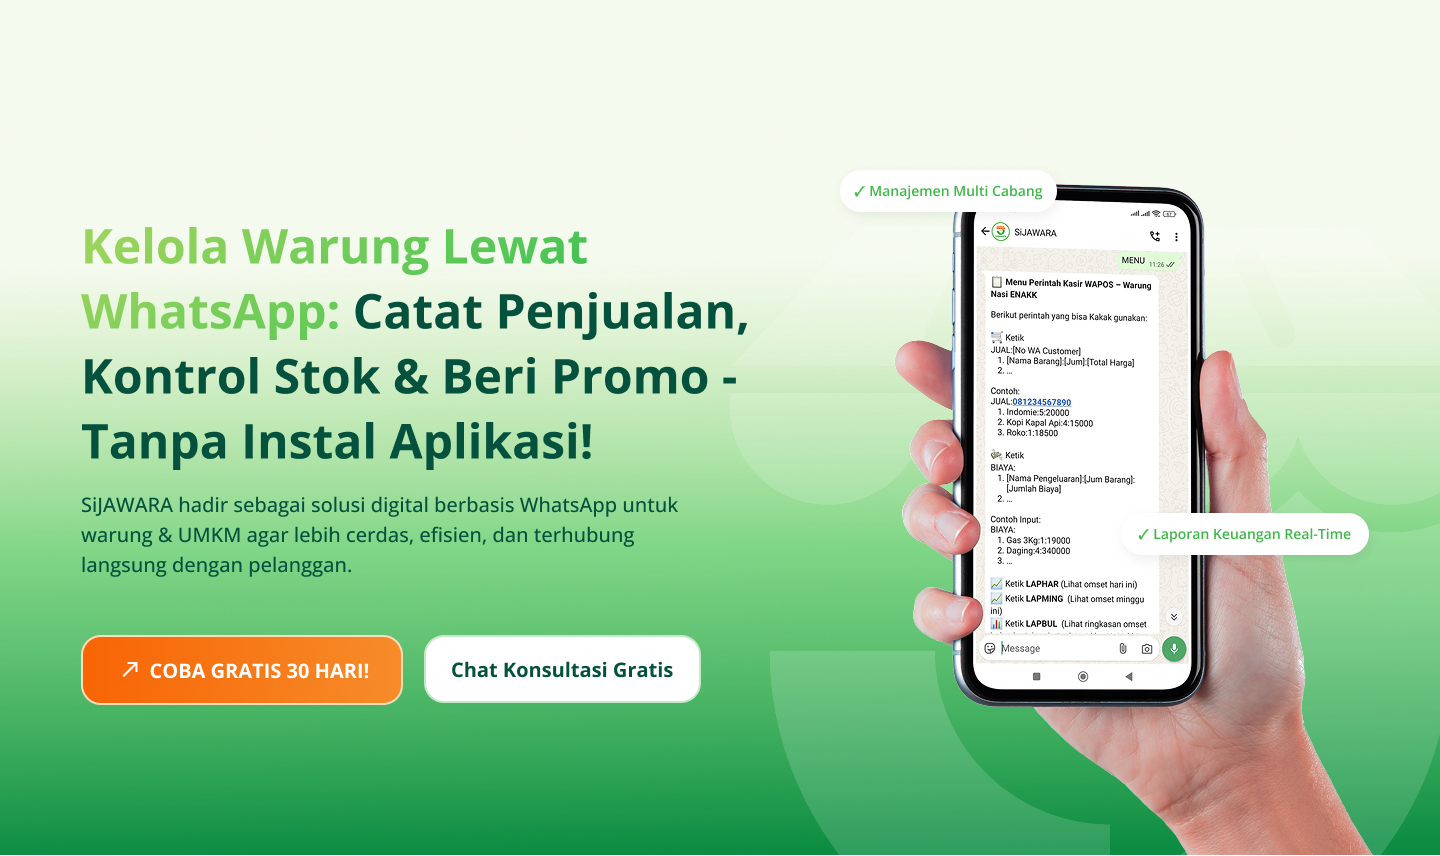 Kelola Warung Lewat
WhatsApp: Catat Penjualan,
Kontrol Stok & Beri Promo -
Tanpa Instal Aplikasi!
SiJAWARA hadir sebagai solusi digital berbasis WhatsApp untuk
warung & UMKM agar lebih cerdas, efisien, dan terhubung
langsung dengan pelanggan.
COBA GRATIS 30 HARI!
Chat Konsultasi Gratis
✓ Manajemen Multi Cabang
SiJAWARA
MENU 11:26
Menu Perintah Kasir WAPOS – Warung
Nasi ENAKK
Berikut perintah yang bisa Kakak gunakan:
Ketik
JUAL:[No WA Customer]
1. [Nama Barang]:[Jum]:[Total Harga]
2. ...
Contoh:
JUAL:081234567890
1. Indomie:5:20000
2. Kopi Kapal Api:4:15000
3. Roko:1:18500
Ketik
BIAYA:
1. [Nama Pengeluaran]:[Jum Barang]:
[Jumlah Biaya]
2. ...
Contoh Input:
BIAYA:
1. Gas 3Kg:1:19000
2. Daging:4:340000
3. ...
Ketik LAPHAR (Lihat omset hari ini)
Ketik LAPMING (Lihat omset minggu
ini)
Ketik LAPBUL (Lihat ringkasan omset
Message
✓ Laporan Keuangan Real-Time